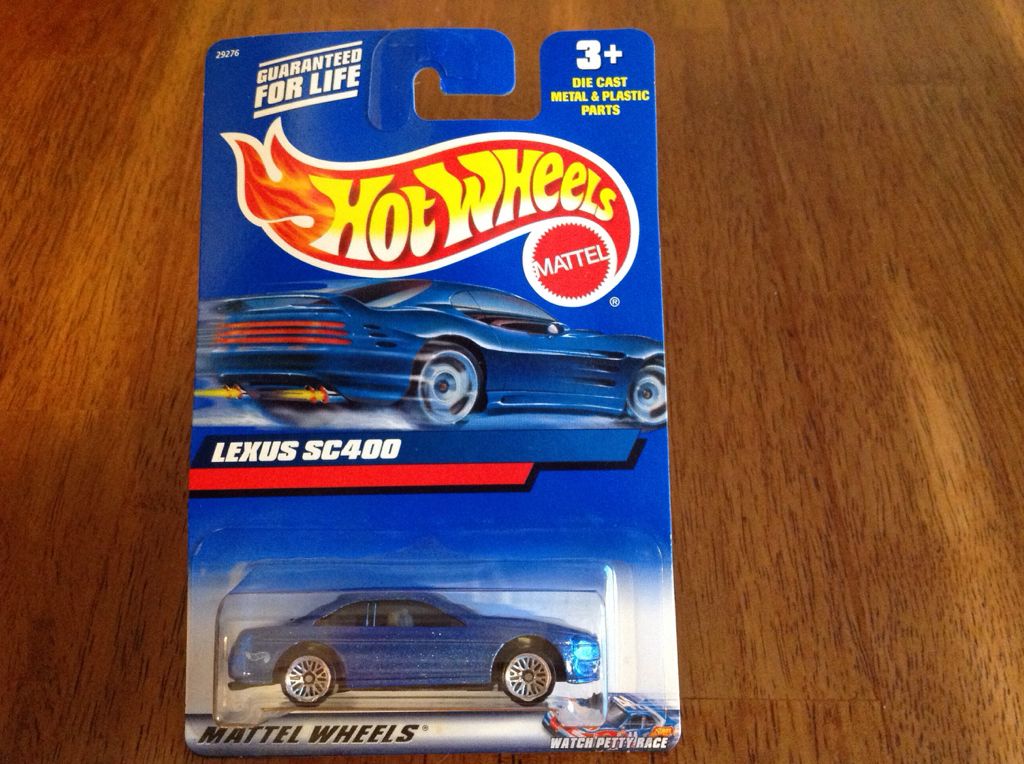 29276
GUARANTEED
FOR LIFE
3+
DIE CAST
METAL & PLASTIC
PARTS
HOT WHEELS
MATTEL
®
LEXUS SC400
MATTEL WHEELS®
WATCH PETTY RACE